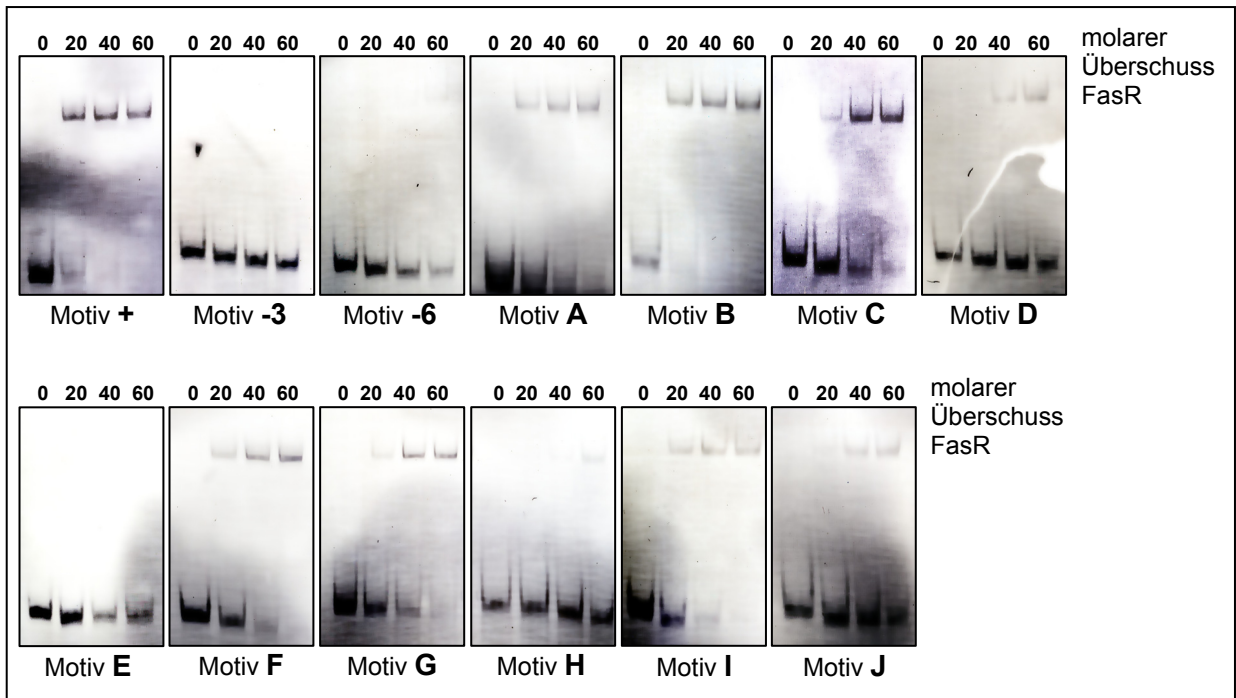 0 20 40 60 0 20 40 60 0 20 40 60 0 20 40 60 0 20 40 60 0 20 40 60 0 20 40 60 molarer
Überschuss
FasR
Motiv + Motiv -3 Motiv -6 Motiv A Motiv B Motiv C Motiv D
0 20 40 60 0 20 40 60 0 20 40 60 0 20 40 60 0 20 40 60 0 20 40 60 molarer
Überschuss
FasR
Motiv E Motiv F Motiv G Motiv H Motiv I Motiv J